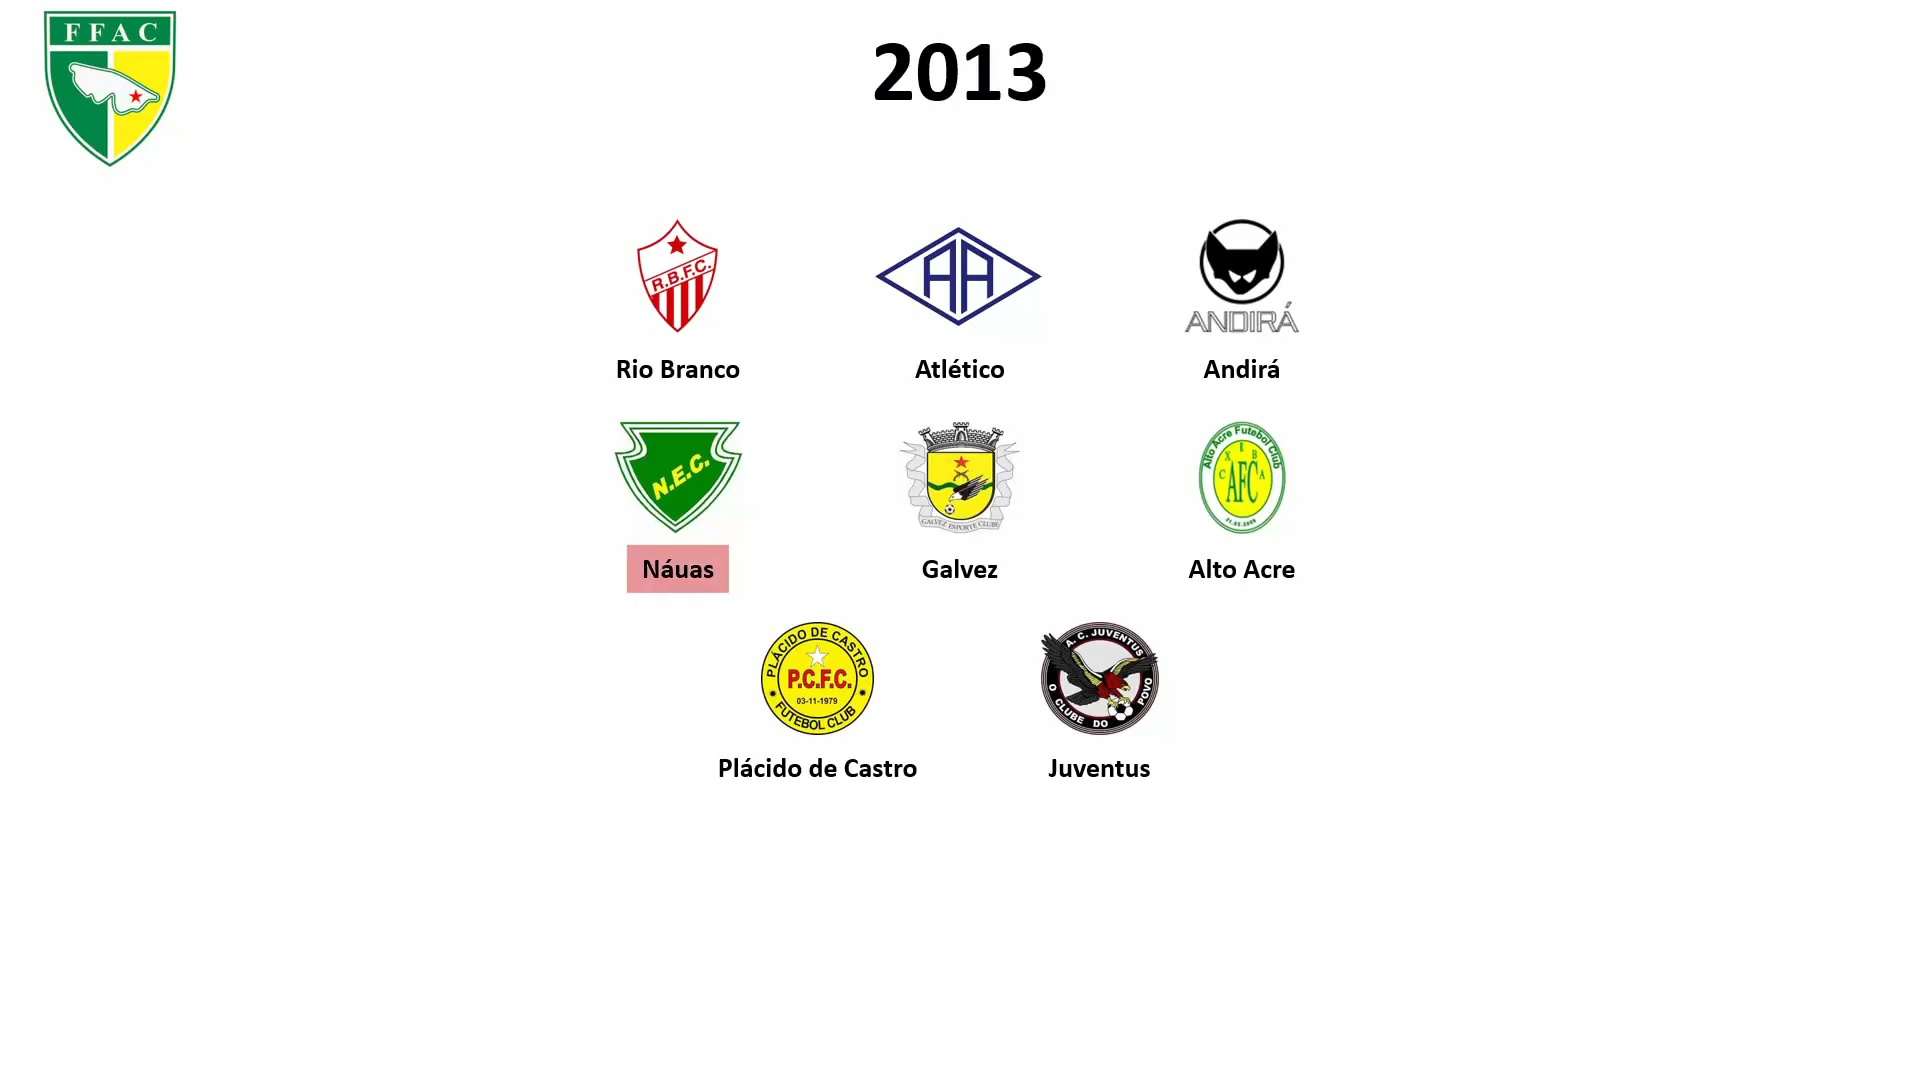 FFAC
2013
R.B.F.C.
AA
ANDIRÁ
Rio Branco
Atlético
Andirá
N.E.C.
GALVEZ ESPORTE CLUBE
Alto Acre Futebol Club
X E B
C A
AFC
Náuas
Galvez
Alto Acre
PLÁCIDO DE CASTRO
P.C.F.C.
03-11-1979
FUTEBOL CLUB
A. C. JUVENTUS
O CLUBE DO POVO
Plácido de Castro
Juventus